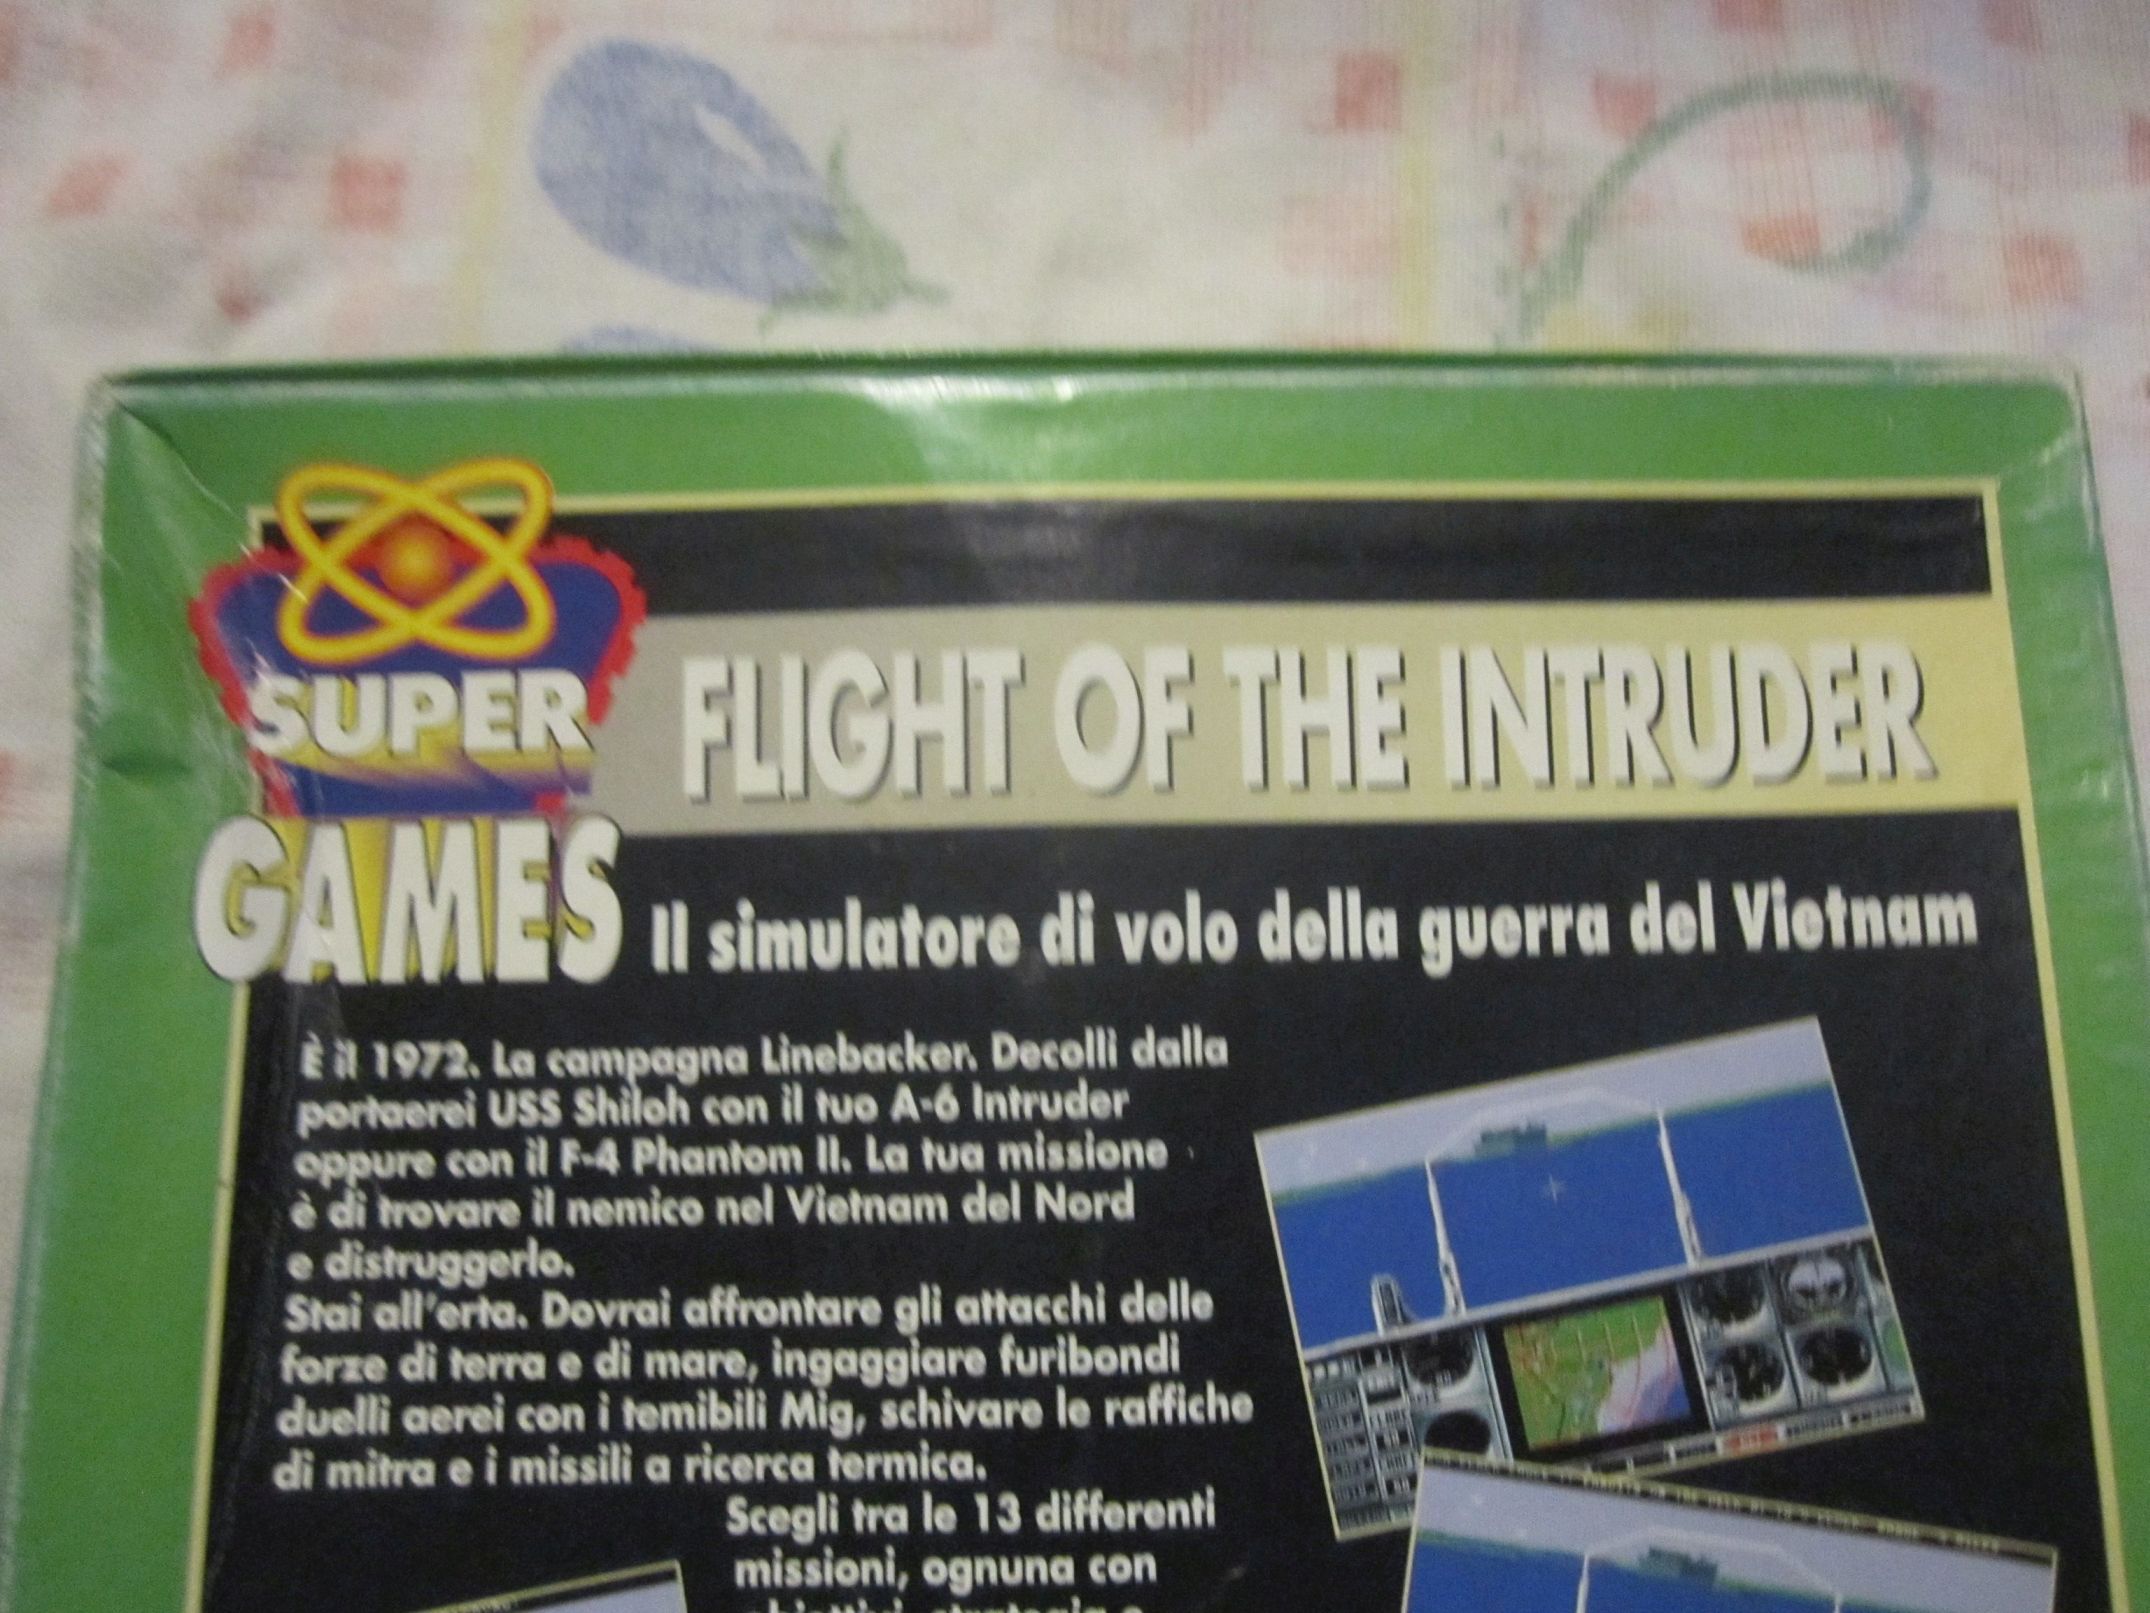 SUPER
GAMES
FLIGHT OF THE INTRUDER
Il simulatore di volo della guerra del Vietnam
È il 1972. La campagna Linebacker. Decolli dalla
portaerei USS Shiloh con il tuo A-6 Intruder
oppure con il F-4 Phantom II. La tua missione
è di trovare il nemico nel Vietnam del Nord
e distruggerlo.
Stai all'erta. Dovrai affrontare gli attacchi delle
forze di terra e di mare, ingaggiare furibondi
duelli aerei con i temibili Mig, schivare le raffiche
di mitra e i missili a ricerca termica.
Scegli tra le 13 differenti
missioni, ognuna con